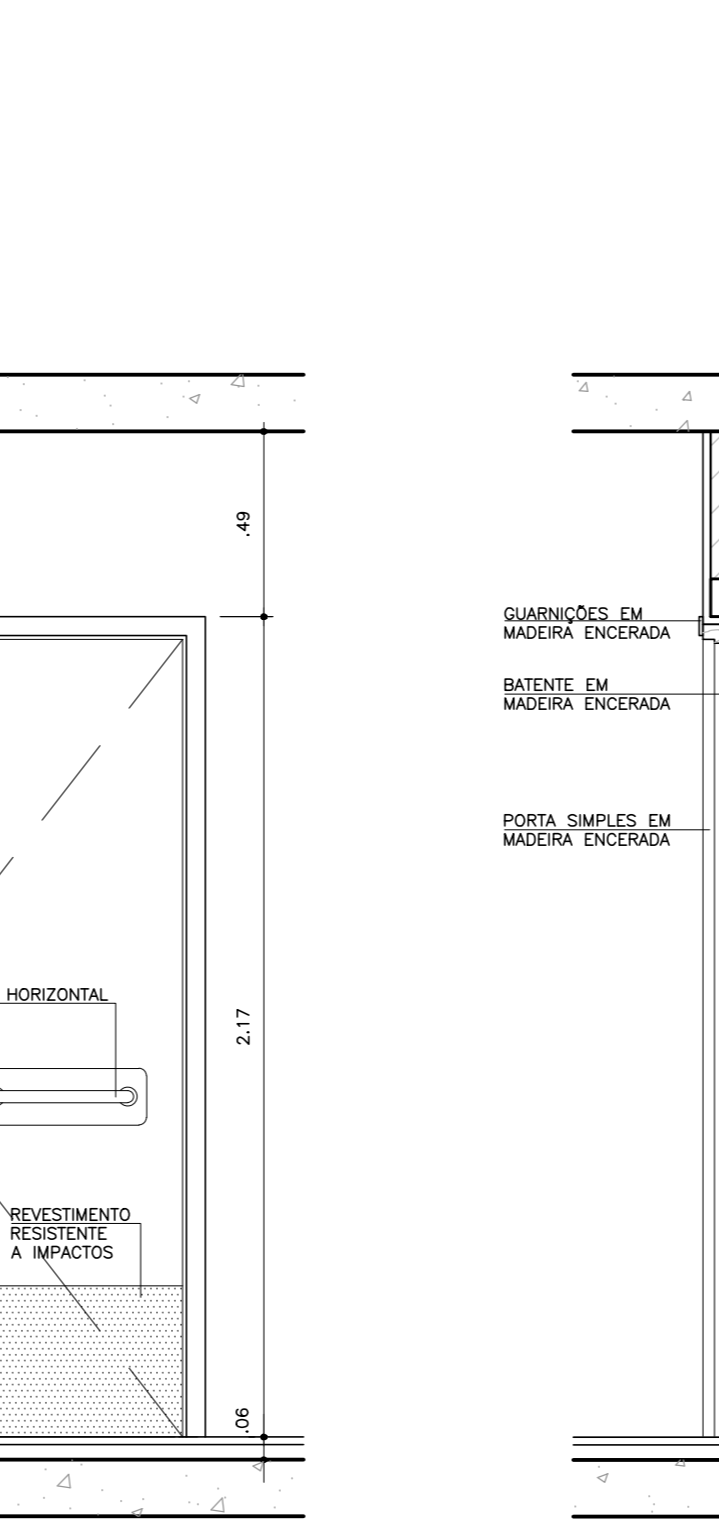 .49
GUARNIÇÕES EM
MADEIRA ENCERADA
BATENTE EM
MADEIRA ENCERADA
PORTA SIMPLES EM
MADEIRA ENCERADA
HORIZONTAL
2.17
REVESTIMENTO
RESISTENTE
A IMPACTOS
.06